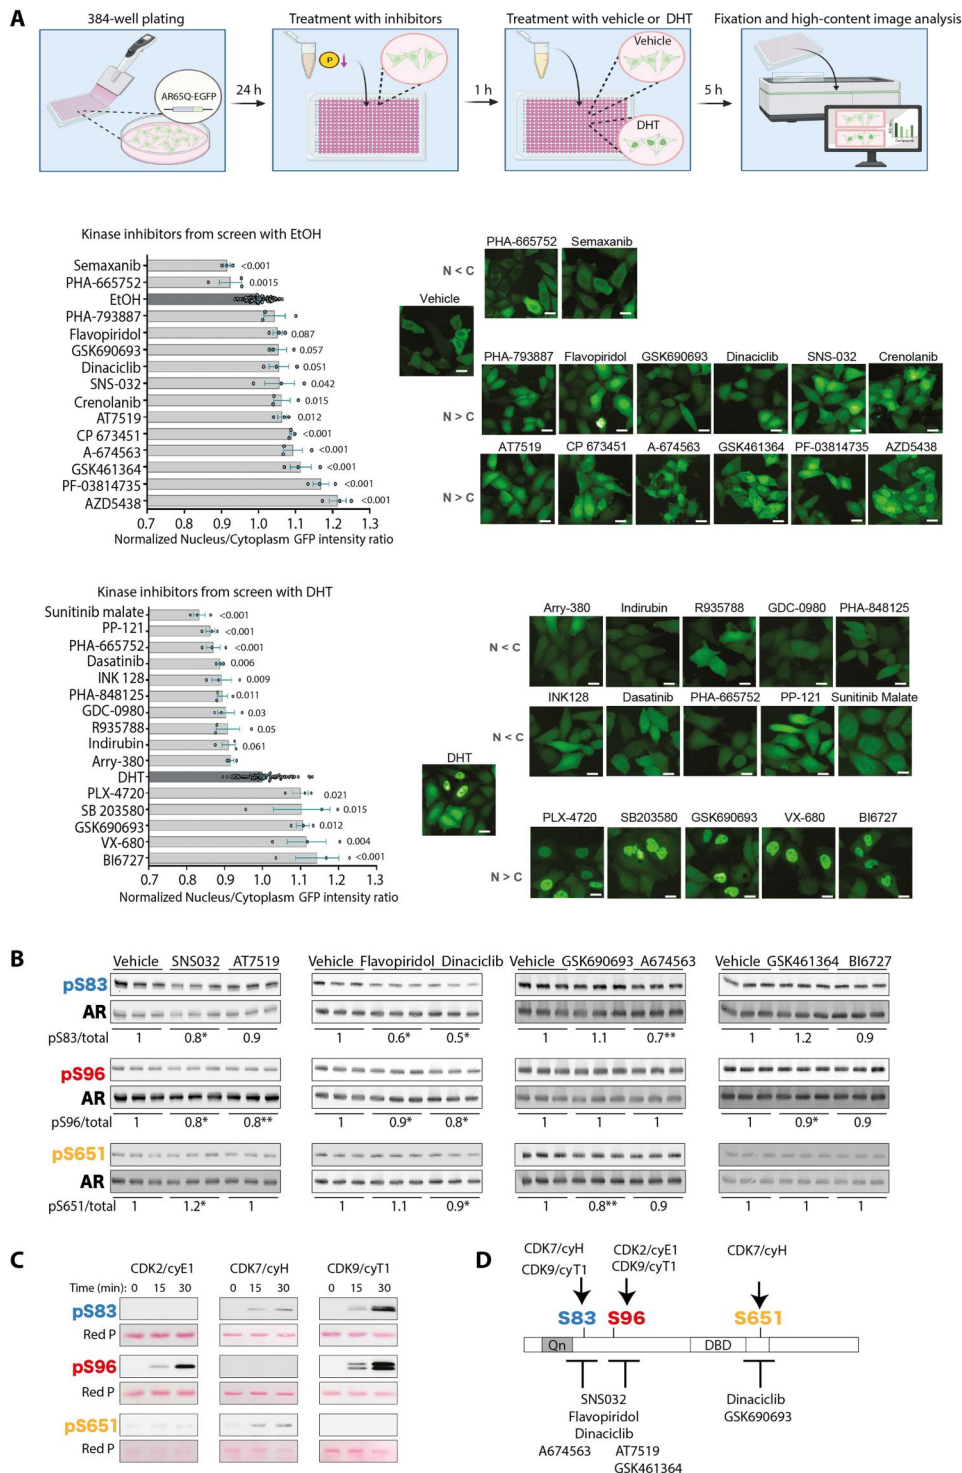 A
384-well plating
Treatment with inhibitors
Treatment with vehicle or DHT
Fixation and high-content image analysis
AR65Q-EGFP
24 h
P
1 h
Vehicle
DHT
5 h
Kinase inhibitors from screen with EtOH
Semaxanib <0.001
PHA-665752 0.0015
EtOH
PHA-793887
Flavopiridol 0.087
GSK690693 0.057
Dinaciclib 0.051
SNS-032 0.042
Crenolanib 0.015
AT7519 0.012
CP 673451 <0.001
A-674563 <0.001
GSK461364 <0.001
PF-03814735 <0.001
AZD5438 <0.001
0.7 0.8 0.9 1.0 1.1 1.2 1.3
Normalized Nucleus/Cytoplasm GFP intensity ratio
PHA-665752 Semaxanib
N < C
Vehicle
PHA-793887 Flavopiridol GSK690693 Dinaciclib SNS-032 Crenolanib
N > C
AT7519 CP 673451 A-674563 GSK461364 PF-03814735 AZD5438
N > C
Kinase inhibitors from screen with DHT
Sunitinib malate <0.001
PP-121 <0.001
PHA-665752 <0.001
Dasatinib 0.006
INK 128 0.009
PHA-848125 0.011
GDC-0980 0.03
R935788 0.05
Indirubin 0.061
Arry-380
DHT
PLX-4720 0.021
SB 203580 0.015
GSK690693 0.012
VX-680 0.004
BI6727 <0.001
0.7 0.8 0.9 1.0 1.1 1.2 1.3
Normalized Nucleus/Cytoplasm GFP intensity ratio
Arry-380 Indirubin R935788 GDC-0980 PHA-848125
N < C
INK128 Dasatinib PHA-665752 PP-121 Sunitinib Malate
N < C
DHT
PLX-4720 SB203580 GSK690693 VX-680 BI6727
N > C
B
Vehicle SNS032 AT7519 Vehicle Flavopiridol Dinaciclib Vehicle GSK690693 A674563 Vehicle GSK461364 BI6727
pS83
AR
pS83/total 1 0.8* 0.9 1 0.6* 0.5* 1 1.1 0.7** 1 1.2 0.9
pS96
AR
pS96/total 1 0.8* 0.8** 1 0.9* 0.8* 1 1 1 1 0.9* 0.9
pS651
AR
pS651/total 1 1.2* 1 1 1.1 0.9* 1 0.8** 0.9 1 1 1
C
CDK2/cyE1 CDK7/cyH CDK9/cyT1
Time (min): 0 15 30 0 15 30 0 15 30
pS83
Red P
pS96
Red P
pS651
Red P
D
CDK7/cyH CDK2/cyE1 CDK7/cyH
CDK9/cyT1 CDK9/cyT1
S83 S96 S651
Qn DBD
SNS032 Dinaciclib
Flavopiridol GSK690693
Dinaciclib
A674563 AT7519
GSK461364